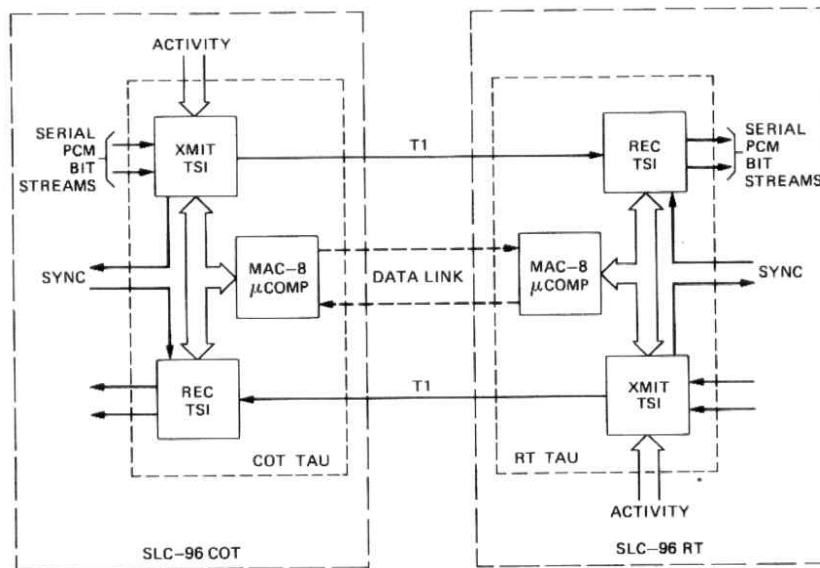 ACTIVITY
SERIAL
PCM
BIT
STREAMS
XMIT
TSI
T1
REC
TSI
SERIAL
PCM
BIT
STREAMS
SYNC
MAC-8
μCOMP
DATA LINK
MAC-8
μCOMP
SYNC
REC
TSI
T1
XMIT
TSI
COT TAU
RT TAU
ACTIVITY
SLC-96 COT
SLC-96 RT